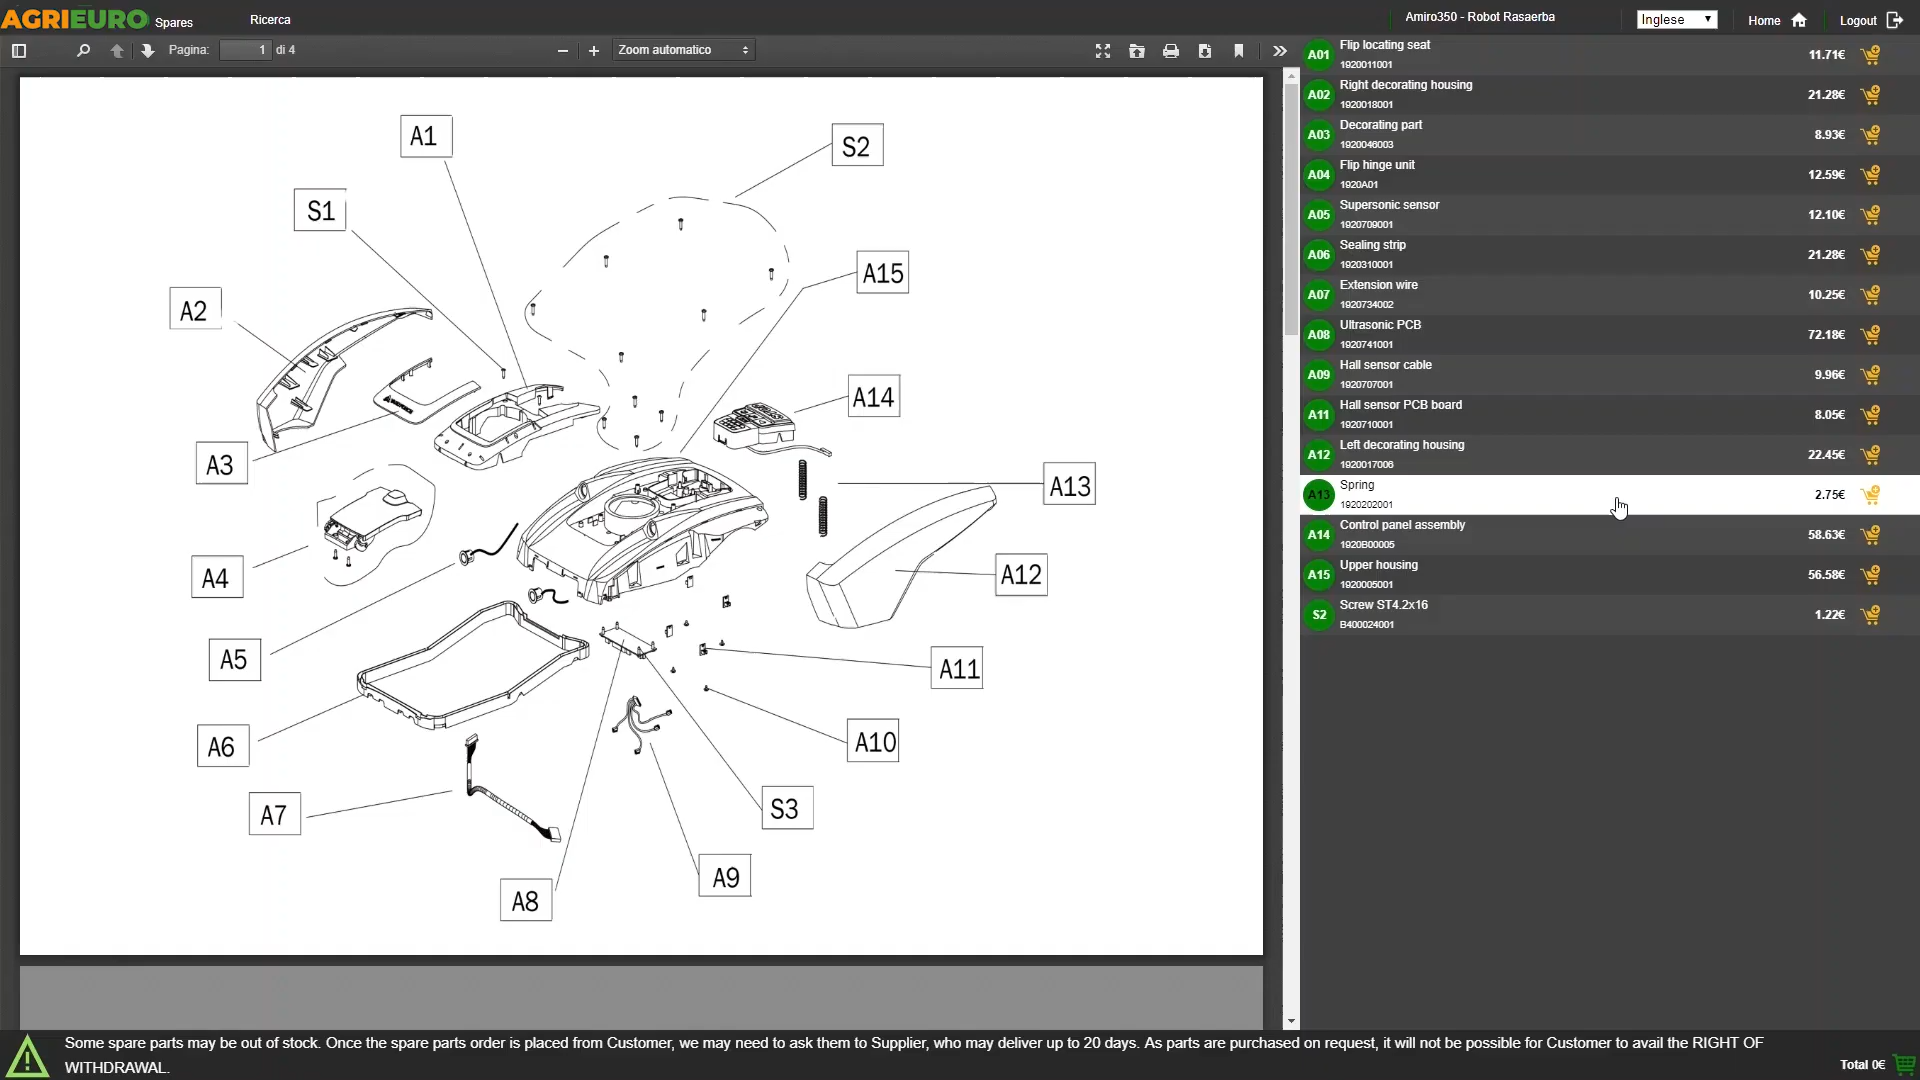 AGRIEURO Spares
Ricerca
Amiro350 - Robot Rasaerba
Inglese
Home
Logout
Pagina: 1 di 4
Zoom automatico
A1
S2
S1
A15
A2
A14
A3
A13
A4
A12
A5
A11
A6
A10
A7
S3
A9
A8
A01 Flip locating seat 11.71€
1920011001
A02 Right decorating housing 21.28€
1920018001
A03 Decorating part 8.93€
1920046003
A04 Flip hinge unit 12.59€
1920A01
A05 Supersonic sensor 12.10€
1920709001
A06 Sealing strip 21.28€
1920310001
A07 Extension wire 10.25€
1920734002
A08 Ultrasonic PCB 72.18€
1920741001
A09 Hall sensor cable 9.96€
1920707001
A11 Hall sensor PCB board 8.05€
1920710001
A12 Left decorating housing 22.45€
1920017006
A13 Spring 2.75€
1920202001
A14 Control panel assembly 58.63€
1920B00005
A15 Upper housing 56.58€
1920005001
S2 Screw ST4.2x16 1.22€
B400024001
Some spare parts may be out of stock. Once the spare parts order is placed from Customer, we may need to ask them to Supplier, who may deliver up to 20 days. As parts are purchased on request, it will not be possible for Customer to avail the RIGHT OF
WITHDRAWAL.
Total 0€